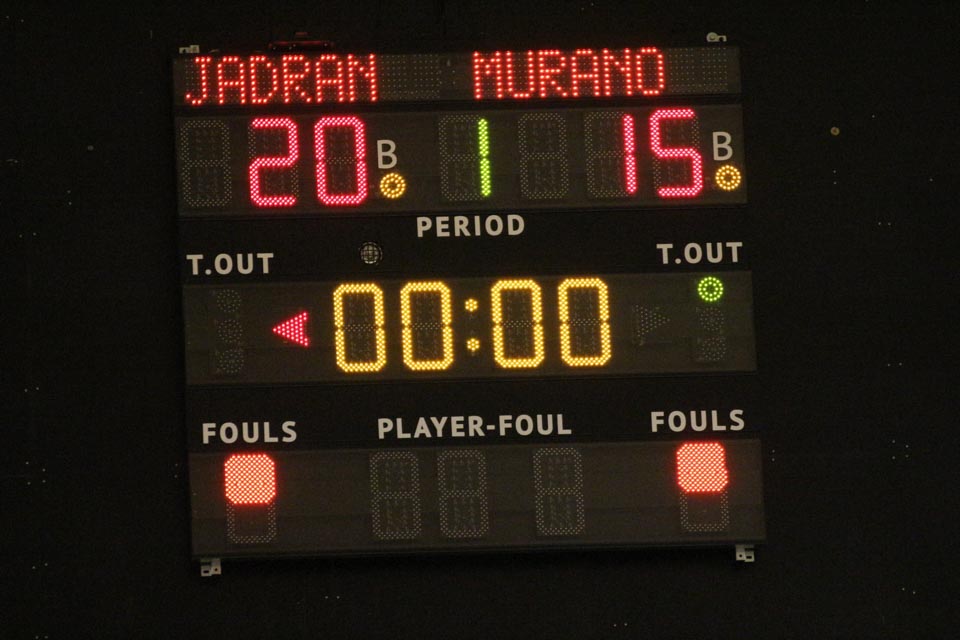 JADRAN MURANO
20 B 1 15 B
PERIOD
T.OUT T.OUT
00:00
FOULS PLAYER-FOUL FOULS